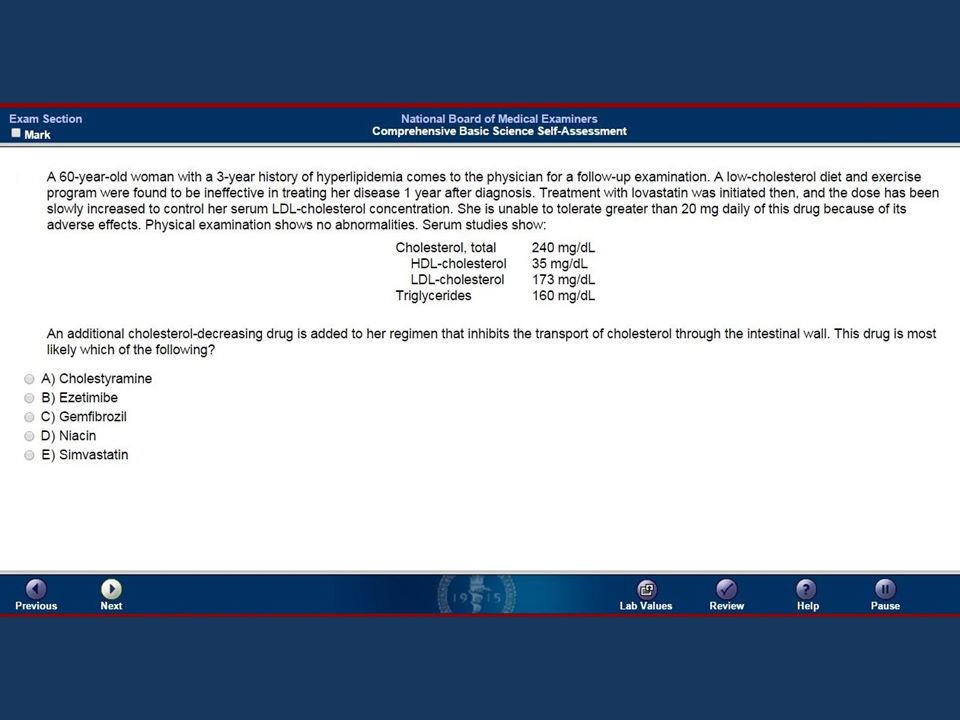 Exam Section
Mark
National Board of Medical Examiners
Comprehensive Basic Science Self-Assessment
A 60-year-old woman with a 3-year history of hyperlipidemia comes to the physician for a follow-up examination. A low-cholesterol diet and exercise
program were found to be ineffective in treating her disease 1 year after diagnosis. Treatment with lovastatin was initiated then, and the dose has been
slowly increased to control her serum LDL-cholesterol concentration. She is unable to tolerate greater than 20 mg daily of this drug because of its
adverse effects. Physical examination shows no abnormalities. Serum studies show:
Cholesterol, total 240 mg/dL
HDL-cholesterol 35 mg/dL
LDL-cholesterol 173 mg/dL
Triglycerides 160 mg/dL
An additional cholesterol-decreasing drug is added to her regimen that inhibits the transport of cholesterol through the intestinal wall. This drug is most
likely which of the following?
A) Cholestyramine
B) Ezetimibe
C) Gemfibrozil
D) Niacin
E) Simvastatin
1915
Previous Next Lab Values Review Help Pause